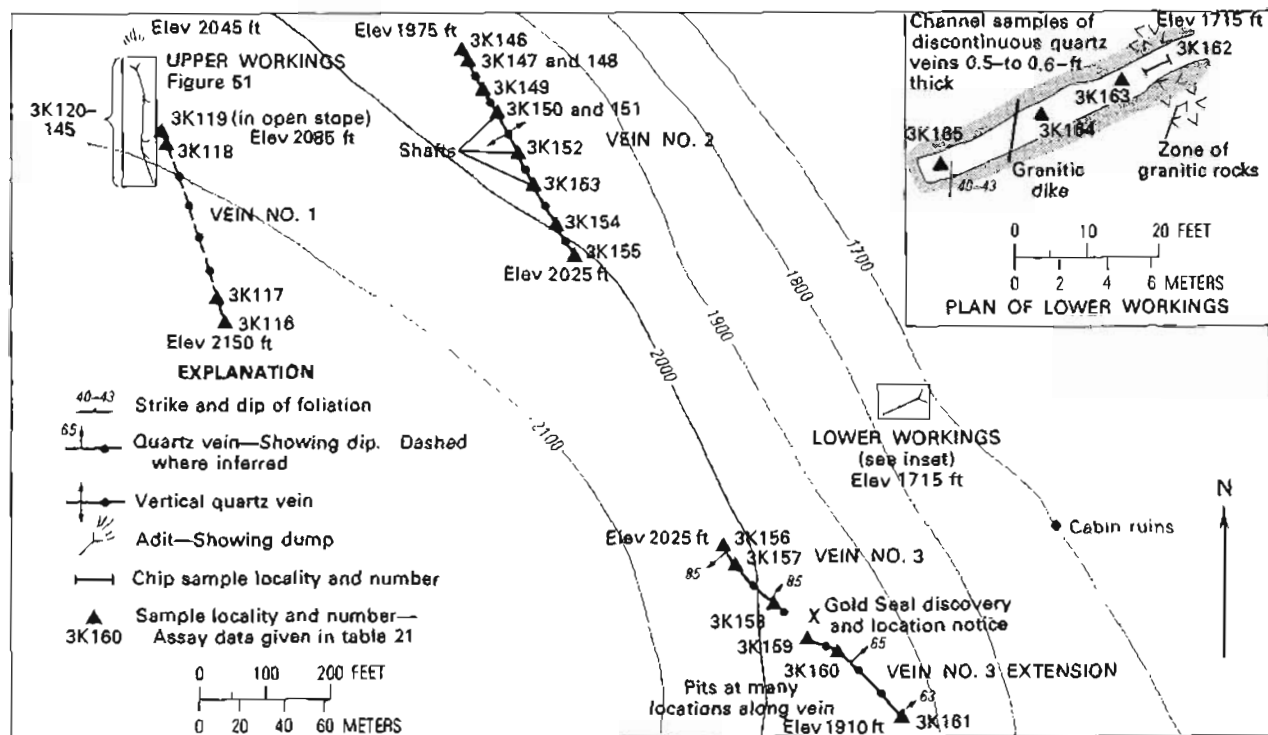 Elev 2045 ft
UPPER WORKINGS
Figure 51
3K120-
145
3K119 (in open stope)
Elev 2085 ft
3K118
VEIN NO. 1
3K117
3K116
Elev 2150 ft
Elev 1975 ft
3K146
3K147 and 148
3K149
3K150 and 151
Shafts
3K152
VEIN NO. 2
3K153
3K154
3K155
Elev 2025 ft
1700
1800
1900
2000
2100
Channel samples of
discontinuous quartz
veins 0.5-to 0.6-ft-
thick
Elev 1715 ft
3K162
3K163
3K164
3K165
40-43
Granitic
dike
Zone of
granitic rocks
0 10 20 FEET
0 2 4 6 METERS
PLAN OF LOWER WORKINGS
EXPLANATION
40-43
Strike and dip of foliation
65
Quartz vein—Showing dip. Dashed
where inferred
Vertical quartz vein
Adit—Showing dump
Chip sample locality and number
3K160
Sample locality and number—
Assay data given in table 21
0 100 200 FEET
0 20 40 60 METERS
LOWER WORKINGS
(see inset)
Elev 1715 ft
N
Cabin ruins
Elev 2025 ft
3K156
3K157
VEIN NO. 3
85
85
3K158
X Gold Seal discovery
and location notice
3K159
3K160
65
VEIN NO. 3 EXTENSION
Pits at many
locations along vein
63
Elev 1910 ft
3K161